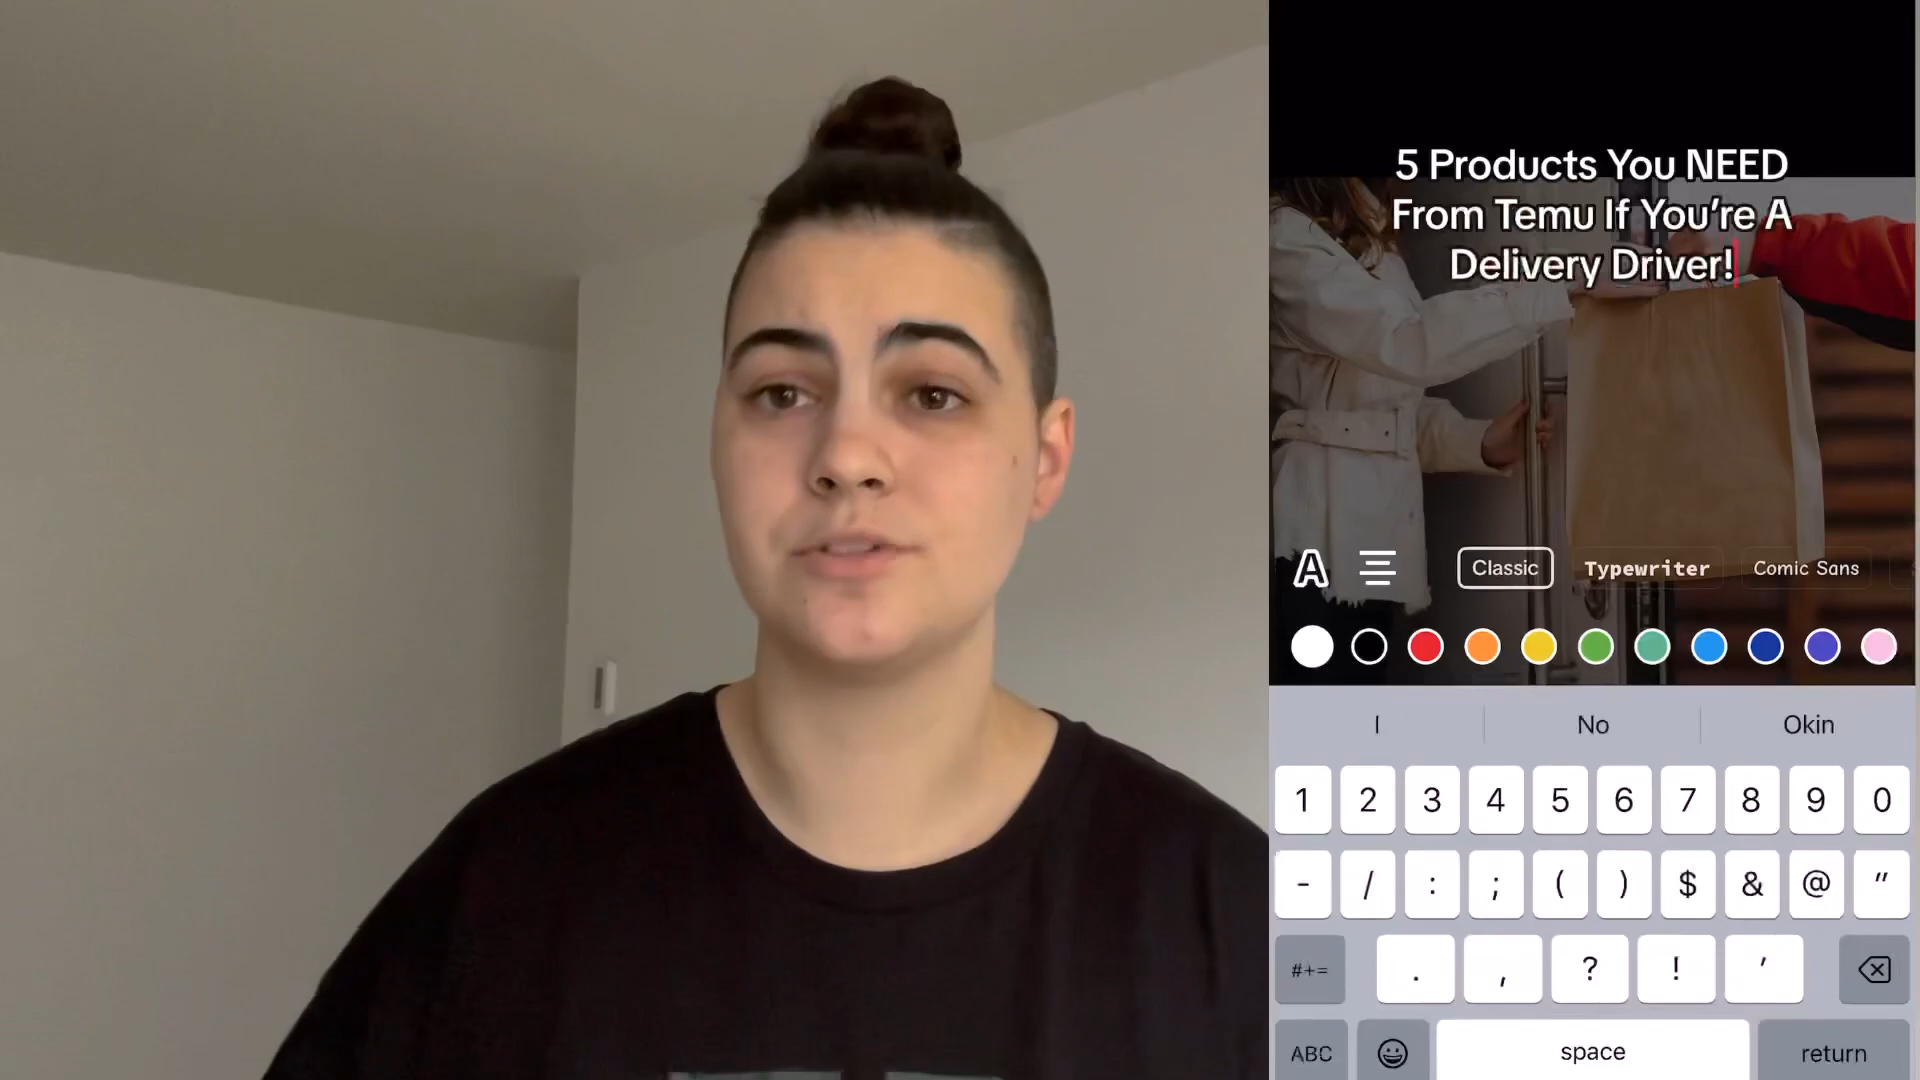 5 Products You NEED
From Temu If You’re A
Delivery Driver!
A
Classic Typewriter Comic Sans
I No Okin
1 2 3 4 5 6 7 8 9 0
- / : ; ( ) $ & @ "
#+= . , ? ! '
ABC space return